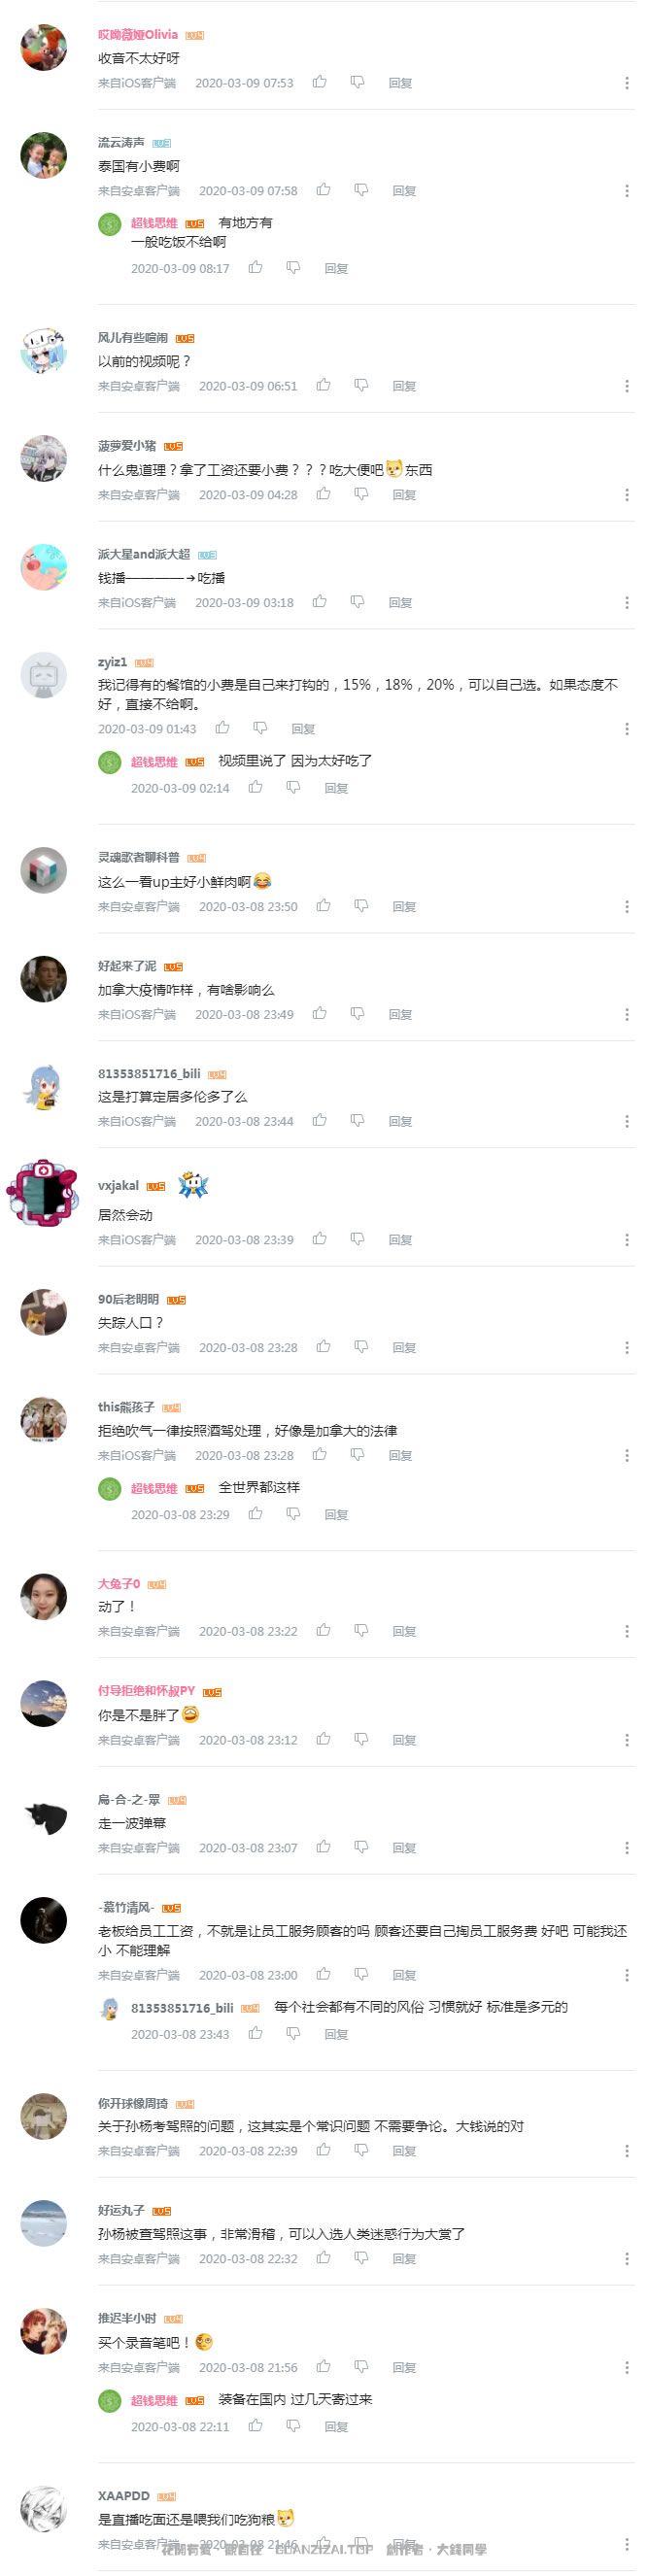 哎呦薇娅Olivia LV4
收音不太好呀
来自iOS客户端 2020-03-09 07:53 回复
流云涛声 LV3
泰国有小费啊
来自安卓客户端 2020-03-09 07:58 回复
超钱思维 LV5 有地方有
一般吃饭不给啊
2020-03-09 08:17 回复
风儿有些喧闹 LV5
以前的视频呢？
来自安卓客户端 2020-03-09 06:51 回复
菠萝爱小猪 LV5
什么鬼道理？拿了工资还要小费？？？吃大便吧东西
来自安卓客户端 2020-03-09 04:28 回复
派大星and派大超 LV3
钱播————→吃播
来自iOS客户端 2020-03-09 03:18 回复
zyiz1 LV4
我记得有的餐馆的小费是自己来打钩的，15%，18%，20%，可以自己选。如果态度不
好，直接不给啊。
2020-03-09 01:43 回复
超钱思维 LV5 视频里说了 因为太好吃了
2020-03-09 02:14 回复
灵魂歌者聊科普 LV4
这么一看up主好小鲜肉啊😂
来自安卓客户端 2020-03-08 23:50 回复
好起来了泥 LV5
加拿大疫情咋样，有啥影响么
来自iOS客户端 2020-03-08 23:49 回复
81353851716_bili LV4
这是打算定居多伦多了么
来自iOS客户端 2020-03-08 23:44 回复
vxjakal LV5
居然会动
来自iOS客户端 2020-03-08 23:39 回复
90后老明明 LV5
失踪人口？
来自安卓客户端 2020-03-08 23:28 回复
this熊孩子 LV4
拒绝吹气一律按照酒驾处理，好像是加拿大的法律
来自iOS客户端 2020-03-08 23:28 回复
超钱思维 LV5 全世界都这样
2020-03-08 23:29 回复
大兔子0 LV4
动了！
来自安卓客户端 2020-03-08 23:22 回复
付导拒绝和怀叔PY LV5
你是不是胖了
来自安卓客户端 2020-03-08 23:12 回复
烏-合-之-眾 LV4
走一波弹幕
来自安卓客户端 2020-03-08 23:07 回复
-慕竹清风- LV5
老板给员工工资，不就是让员工服务顾客的吗 顾客还要自己掏员工服务费 好吧 可能我还
小 不能理解
来自安卓客户端 2020-03-08 23:00 回复
81353851716_bili LV4 每个社会都有不同的风俗 习惯就好 标准是多元的
2020-03-08 23:43 回复
你开球像周琦 LV4
关于孙杨考驾照的问题，这其实是个常识问题 不需要争论。大钱说的对
来自安卓客户端 2020-03-08 22:39 回复
好运丸子 LV5
孙杨被查驾照这事，非常滑稽，可以入选人类迷惑行为大赏了
来自安卓客户端 2020-03-08 22:32 回复
推迟半小时 LV4
买个录音笔吧！
来自安卓客户端 2020-03-08 21:56 回复
超钱思维 LV5 装备在国内 过几天寄过来
2020-03-08 22:11 回复
XAAPDD LV4
是直播吃面还是喂我们吃狗粮
来自安卓客户端 2020-03-08 21:46 回复
GUANZIZAI.TOP 創作者·大錢同學